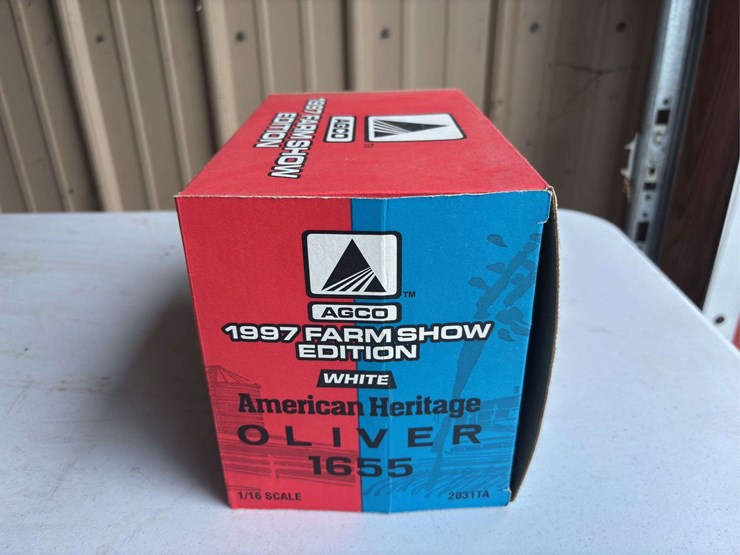 1997 FARM SHOW
EDITION
AGCO
TM
AGCO
1997 FARM SHOW
EDITION
WHITE
American Heritage
OLIVER
1655
1/16 SCALE
2031TA